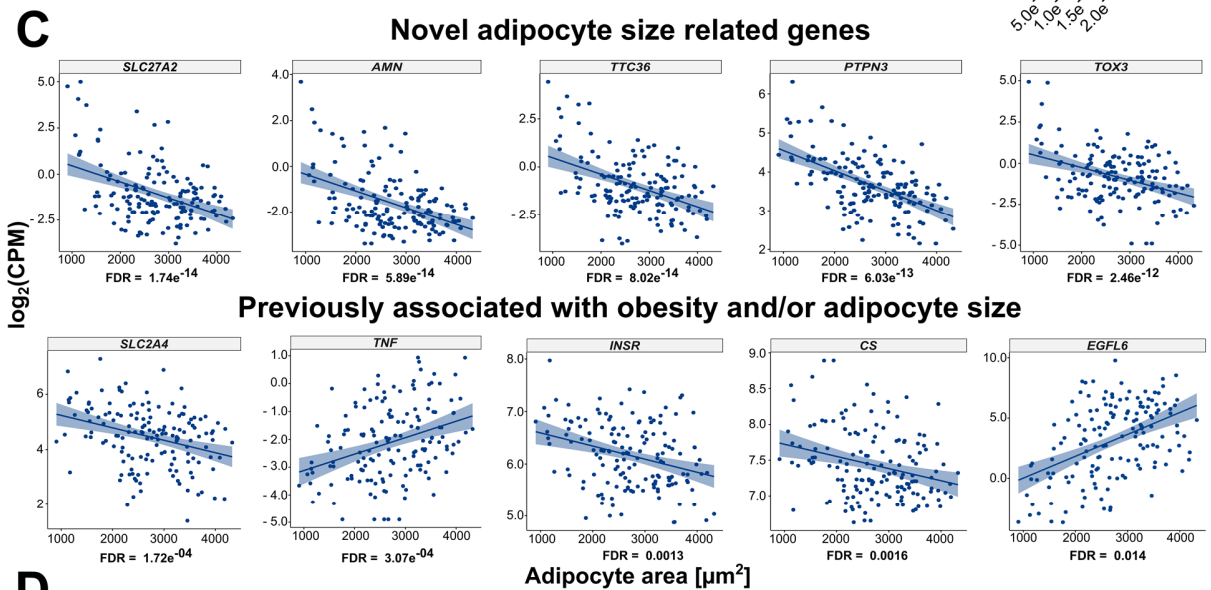 5.0e⁻ 1.0e⁻ 1.5e⁻ 2.0e⁻
C
Novel adipocyte size related genes
SLC27A2 AMN TTC36 PTPN3 TOX3
log₂(CPM)
5.0 2.5 0.0 -2.5
4.0 2.0 0.0 -2.0
2.5 0.0 -2.5
6 5 4 3 2
5.0 2.5 0.0 -2.5 -5.0
1000 2000 3000 4000 1000 2000 3000 4000 1000 2000 3000 4000 1000 2000 3000 4000 1000 2000 3000 4000
FDR = 1.74e⁻¹⁴ FDR = 5.89e⁻¹⁴ FDR = 8.02e⁻¹⁴ FDR = 6.03e⁻¹³ FDR = 2.46e⁻¹²
Previously associated with obesity and/or adipocyte size
SLC2A4 TNF INSR CS EGFL6
6 4 2
1.0 0.0 -1.0 -2.0 -3.0 -4.0 -5.0
8.0 7.0 6.0 5.0
9.0 8.5 8.0 7.5 7.0
10.0 5.0 0.0
1000 2000 3000 4000 1000 2000 3000 4000 1000 2000 3000 4000 1000 2000 3000 4000 1000 2000 3000 4000
FDR = 1.72e⁻⁰⁴ FDR = 3.07e⁻⁰⁴ FDR = 0.0013 FDR = 0.0016 FDR = 0.014
Adipocyte area [µm²]
D